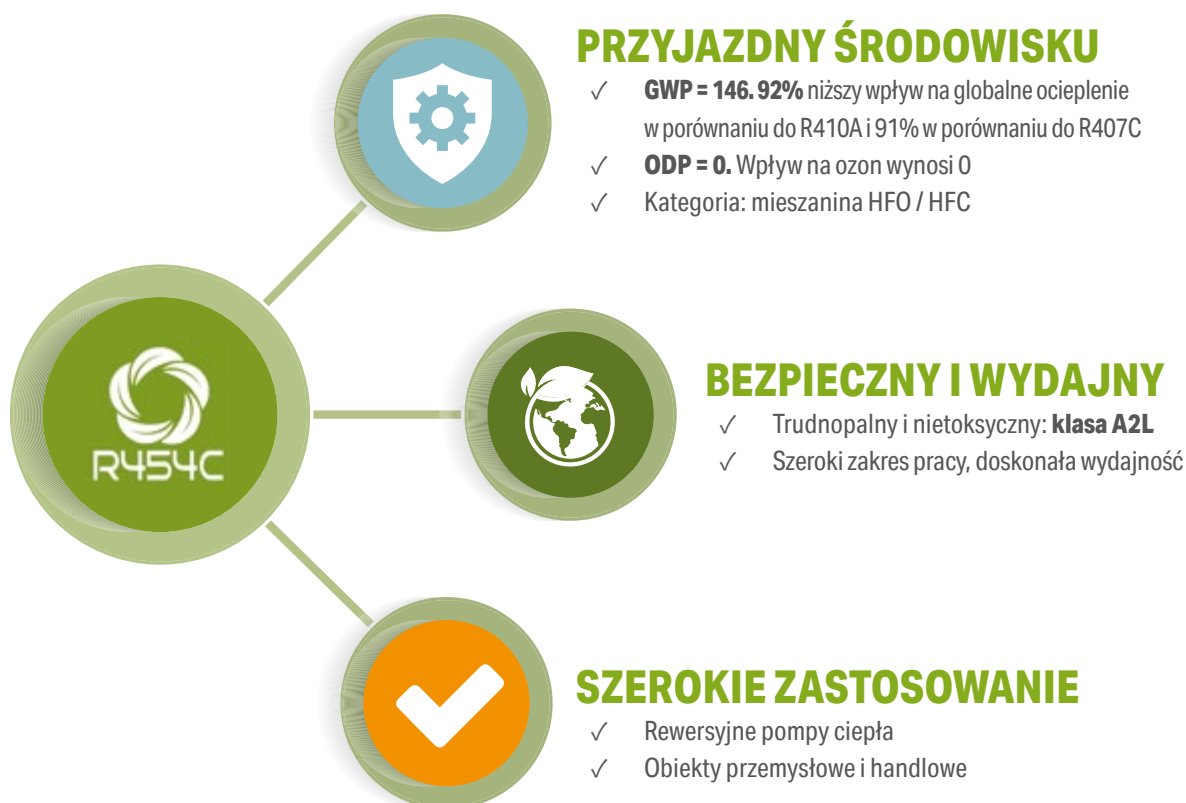 PRZYJAZDNY ŚRODOWISKU
✓ GWP = 146. 92% niższy wpływ na globalne ocieplenie
w porównaniu do R410A i 91% w porównaniu do R407C
✓ ODP = 0. Wpływ na ozon wynosi 0
✓ Kategoria: mieszanina HFO / HFC
R454C
BEZPIECZNY I WYDAJNY
✓ Trudnopalny i nietoksyczny: klasa A2L
✓ Szeroki zakres pracy, doskonała wydajność
SZEROKIE ZASTOSOWANIE
✓ Rewersyjne pompy ciepła
✓ Obiekty przemysłowe i handlowe